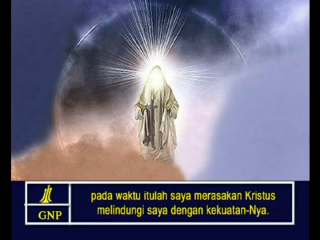 pada waktu itulah saya merasakan Kristus
melindungi saya dengan kekuatan-Nya.
GNP